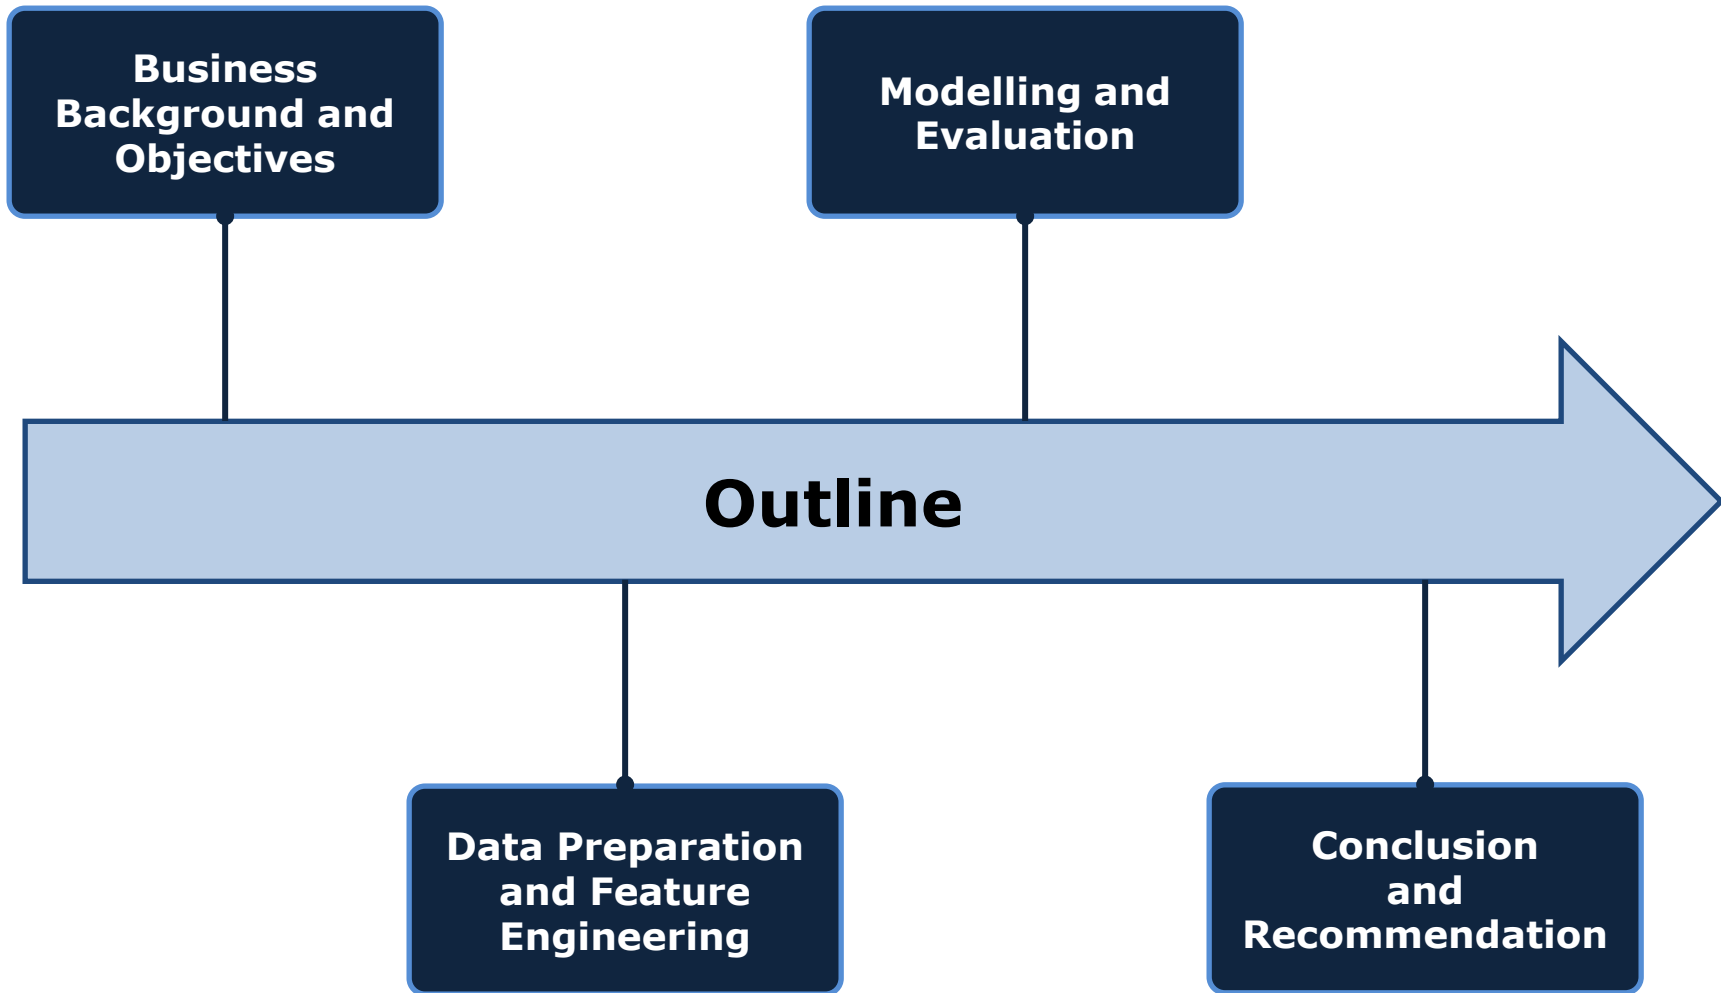 Business
Background and
Objectives
Modelling and
Evaluation
Outline
Data Preparation
and Feature
Engineering
Conclusion
and
Recommendation